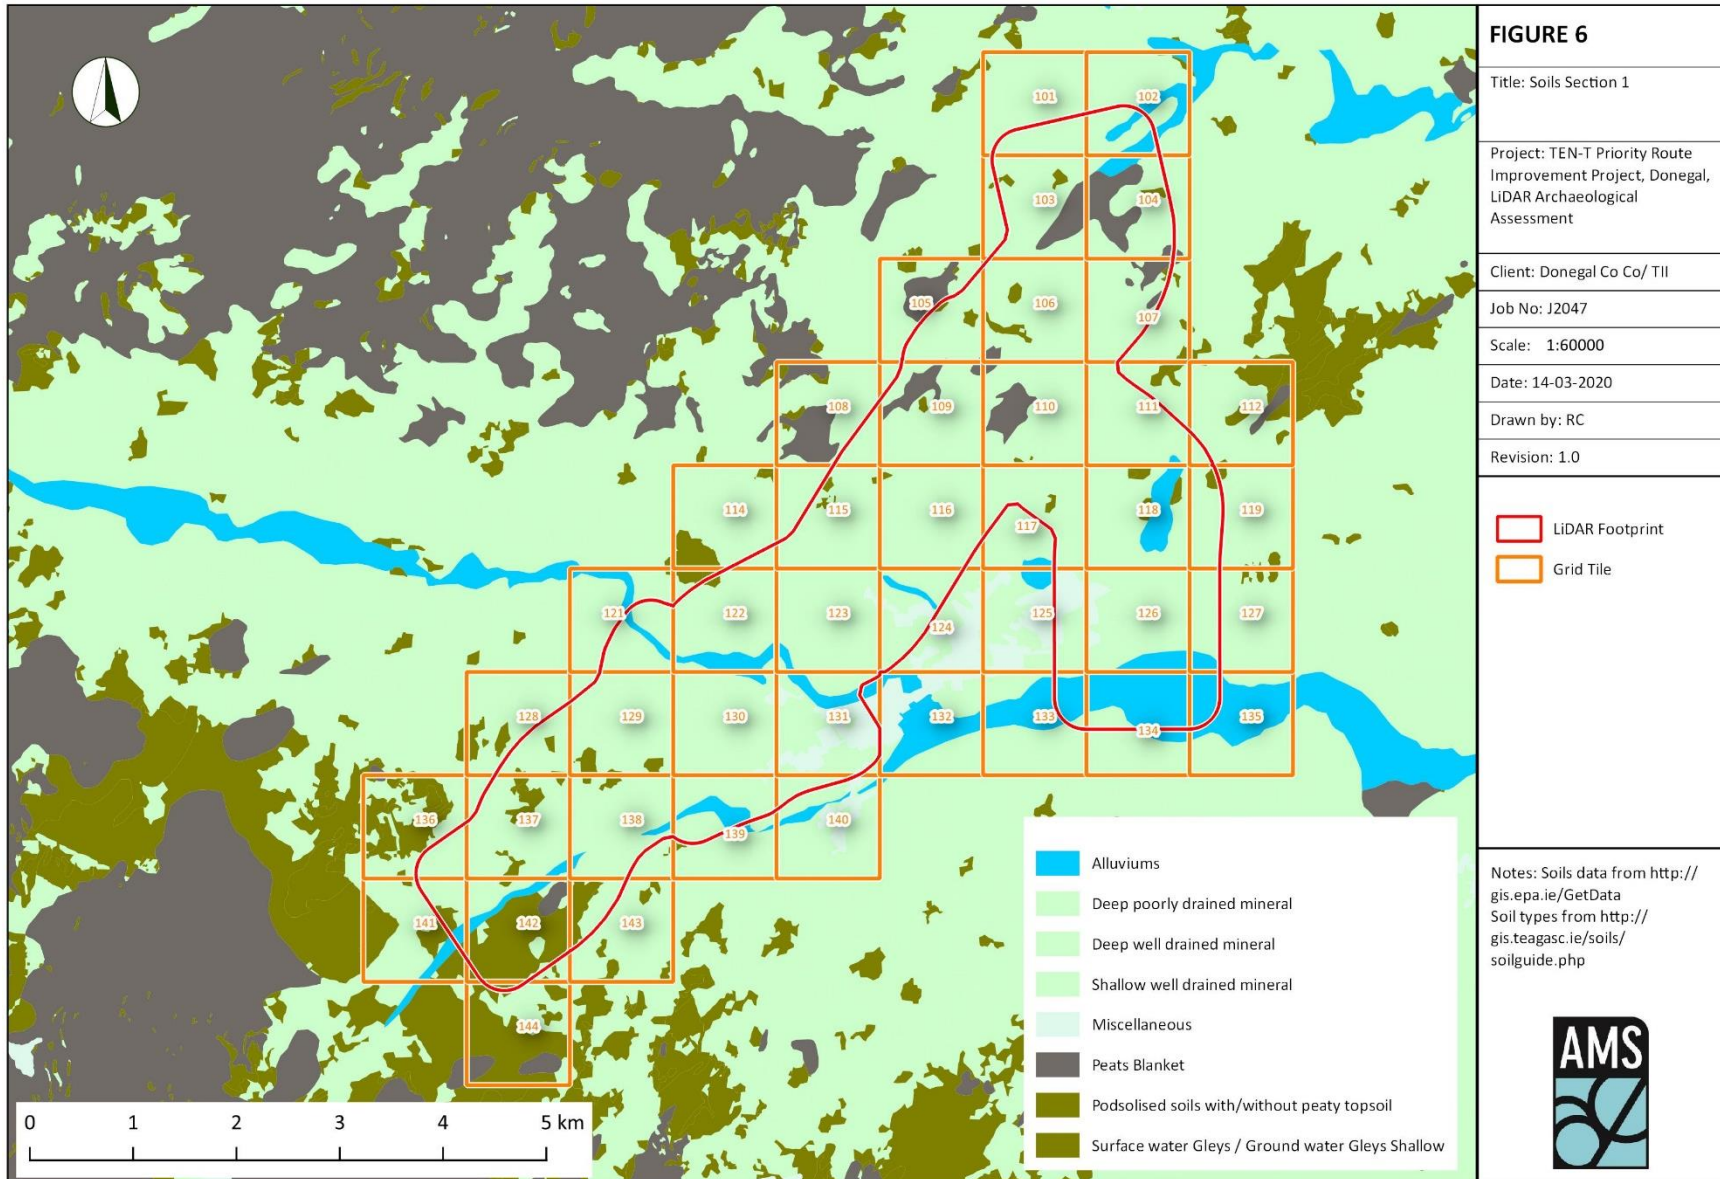 FIGURE 6
Title: Soils Section 1
Project: TEN-T Priority Route
Improvement Project, Donegal,
LiDAR Archaeological
Assessment
Client: Donegal Co Co/ TII
Job No: J2047
Scale: 1:60000
Date: 14-03-2020
Drawn by: RC
Revision: 1.0
LiDAR Footprint
Grid Tile
Notes: Soils data from http://
gis.epa.ie/GetData
Soil types from http://
gis.teagasc.ie/soils/
soilguide.php
AMS
101 102
103 104
105 106 107
108 109 110 111 112
114 115 116 117 118 119
121 122 123 124 125 126 127
128 129 130 131 132 133 134 135
136 137 138 139 140
141 142 143
144
Alluviums
Deep poorly drained mineral
Deep well drained mineral
Shallow well drained mineral
Miscellaneous
Peats Blanket
Podsolised soils with/without peaty topsoil
Surface water Gleys / Ground water Gleys Shallow
0 1 2 3 4 5 km